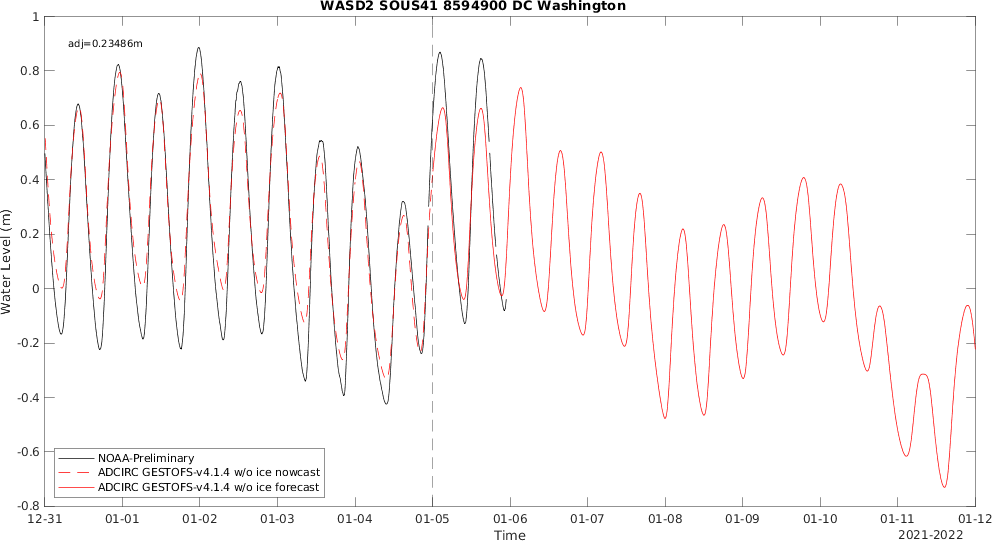 WASD2 SOUS41 8594900 DC Washington
adj=0.23486m
1
0.8
0.6
0.4
0.2
0
-0.2
-0.4
-0.6
-0.8
Water Level (m)
NOAA-Preliminary
ADCIRC GESTOFS-v4.1.4 w/o ice nowcast
ADCIRC GESTOFS-v4.1.4 w/o ice forecast
12-31 01-01 01-02 01-03 01-04 01-05 01-06 01-07 01-08 01-09 01-10 01-11 01-12
Time
2021-2022